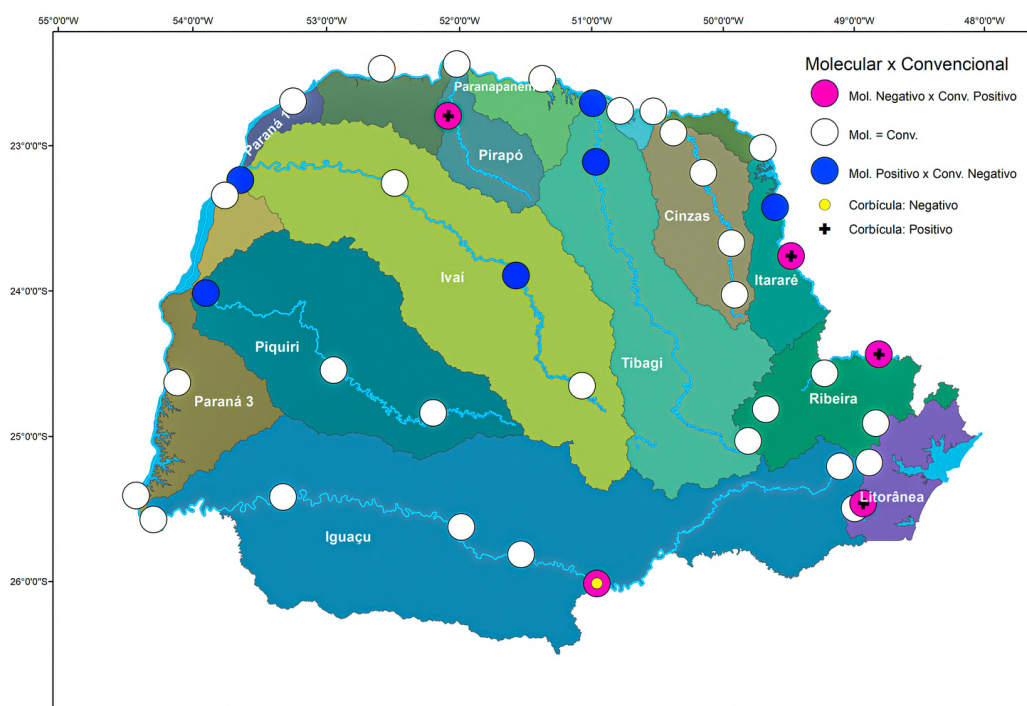 55°0'0"W 54°0'0"W 53°0'0"W 52°0'0"W 51°0'0"W 50°0'0"W 49°0'0"W 48°0'0"W
Molecular x Convencional
Mol. Negativo x Conv. Positivo
Mol. = Conv.
Mol. Positivo x Conv. Negativo
Corbícula: Negativo
Corbícula: Positivo
23°0'0"S
24°0'0"S
25°0'0"S
26°0'0"S
Paranapanem
Paraná 1
Pirapó
Cinzas
Ivaí
Itararé
Piquiri
Tibagi
Paraná 3
Ribeira
Litorânea
Iguaçu